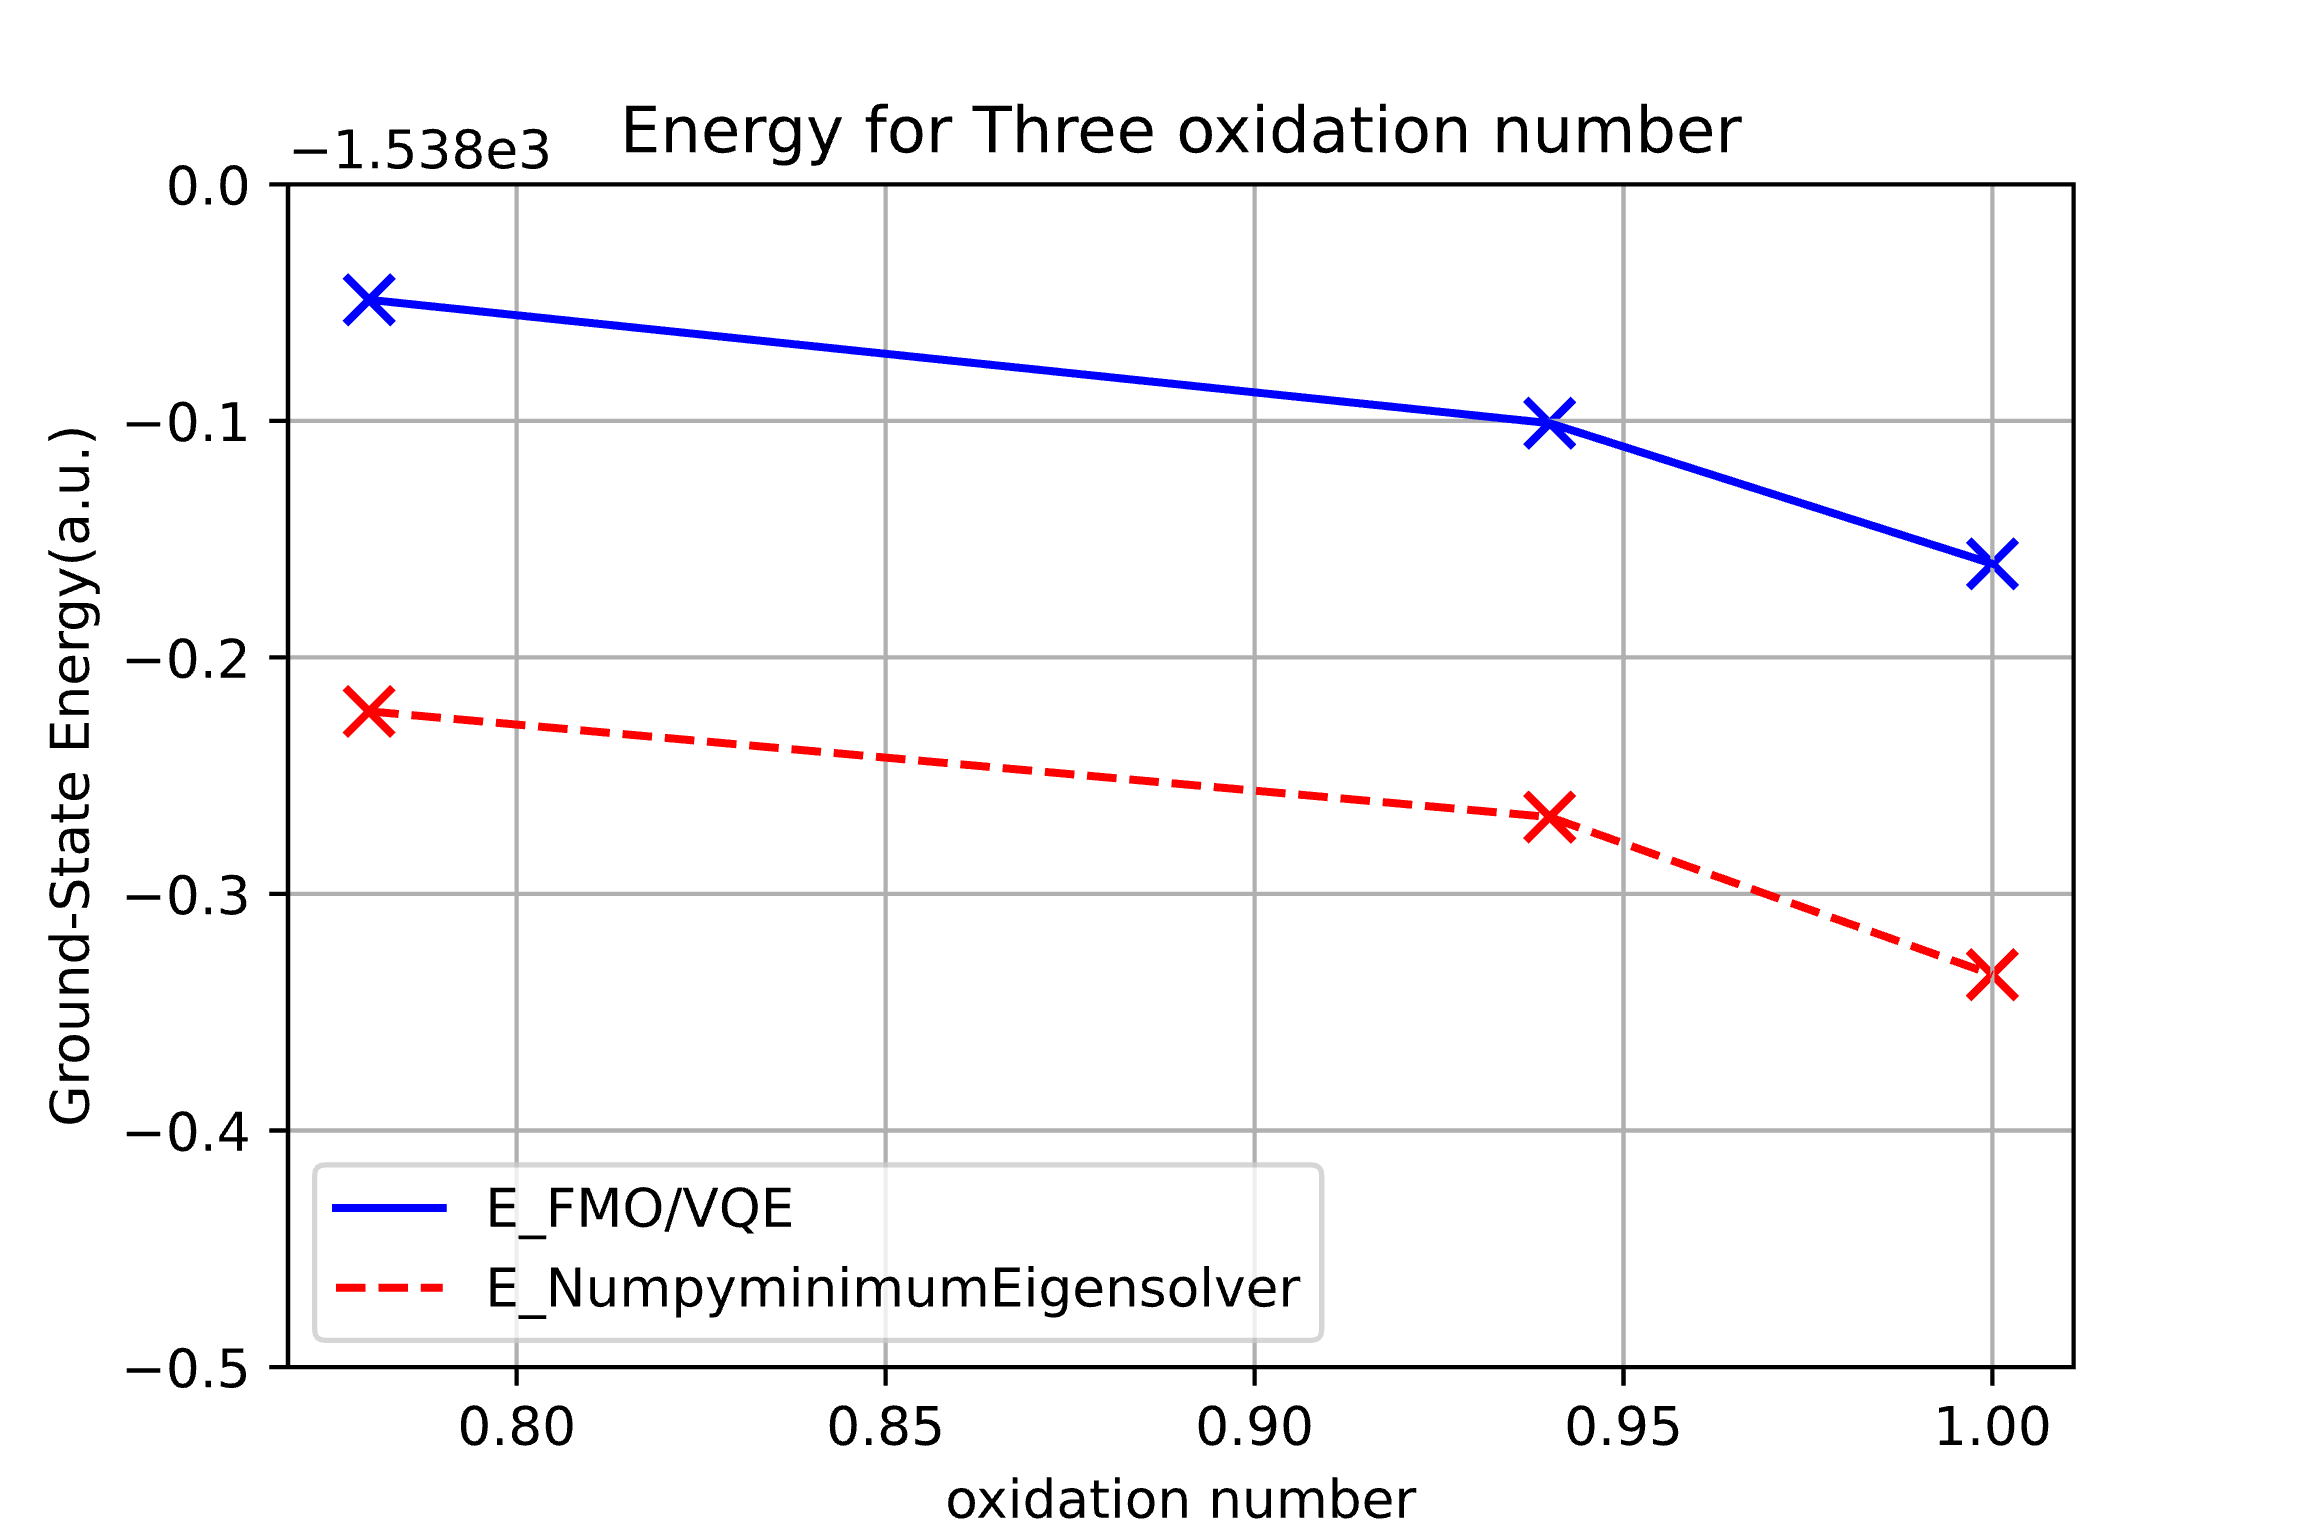 Energy for Three oxidation number
−1.538e3
0.0
−0.1
−0.2
−0.3
−0.4
−0.5
Ground-State Energy(a.u.)
E_FMO/VQE
E_NumpyminimumEigensolver
0.80 0.85 0.90 0.95 1.00
oxidation number